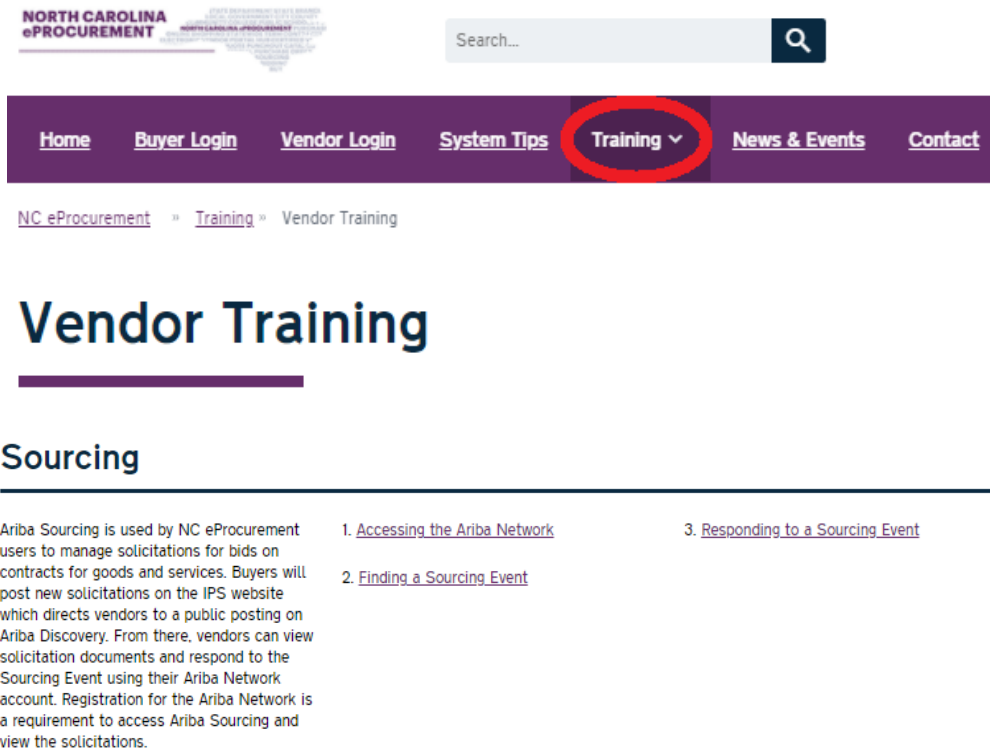 NORTH CAROLINA
ePROCUREMENT
NORTH CAROLINA ePROCUREMENT
Search...
Home Buyer Login Vendor Login System Tips Training News & Events Contact
NC eProcurement » Training » Vendor Training
Vendor Training
Sourcing
Ariba Sourcing is used by NC eProcurement
users to manage solicitations for bids on
contracts for goods and services. Buyers will
post new solicitations on the IPS website
which directs vendors to a public posting on
Ariba Discovery. From there, vendors can view
solicitation documents and respond to the
Sourcing Event using their Ariba Network
account. Registration for the Ariba Network is
a requirement to access Ariba Sourcing and
view the solicitations.
1. Accessing the Ariba Network
2. Finding a Sourcing Event
3. Responding to a Sourcing Event